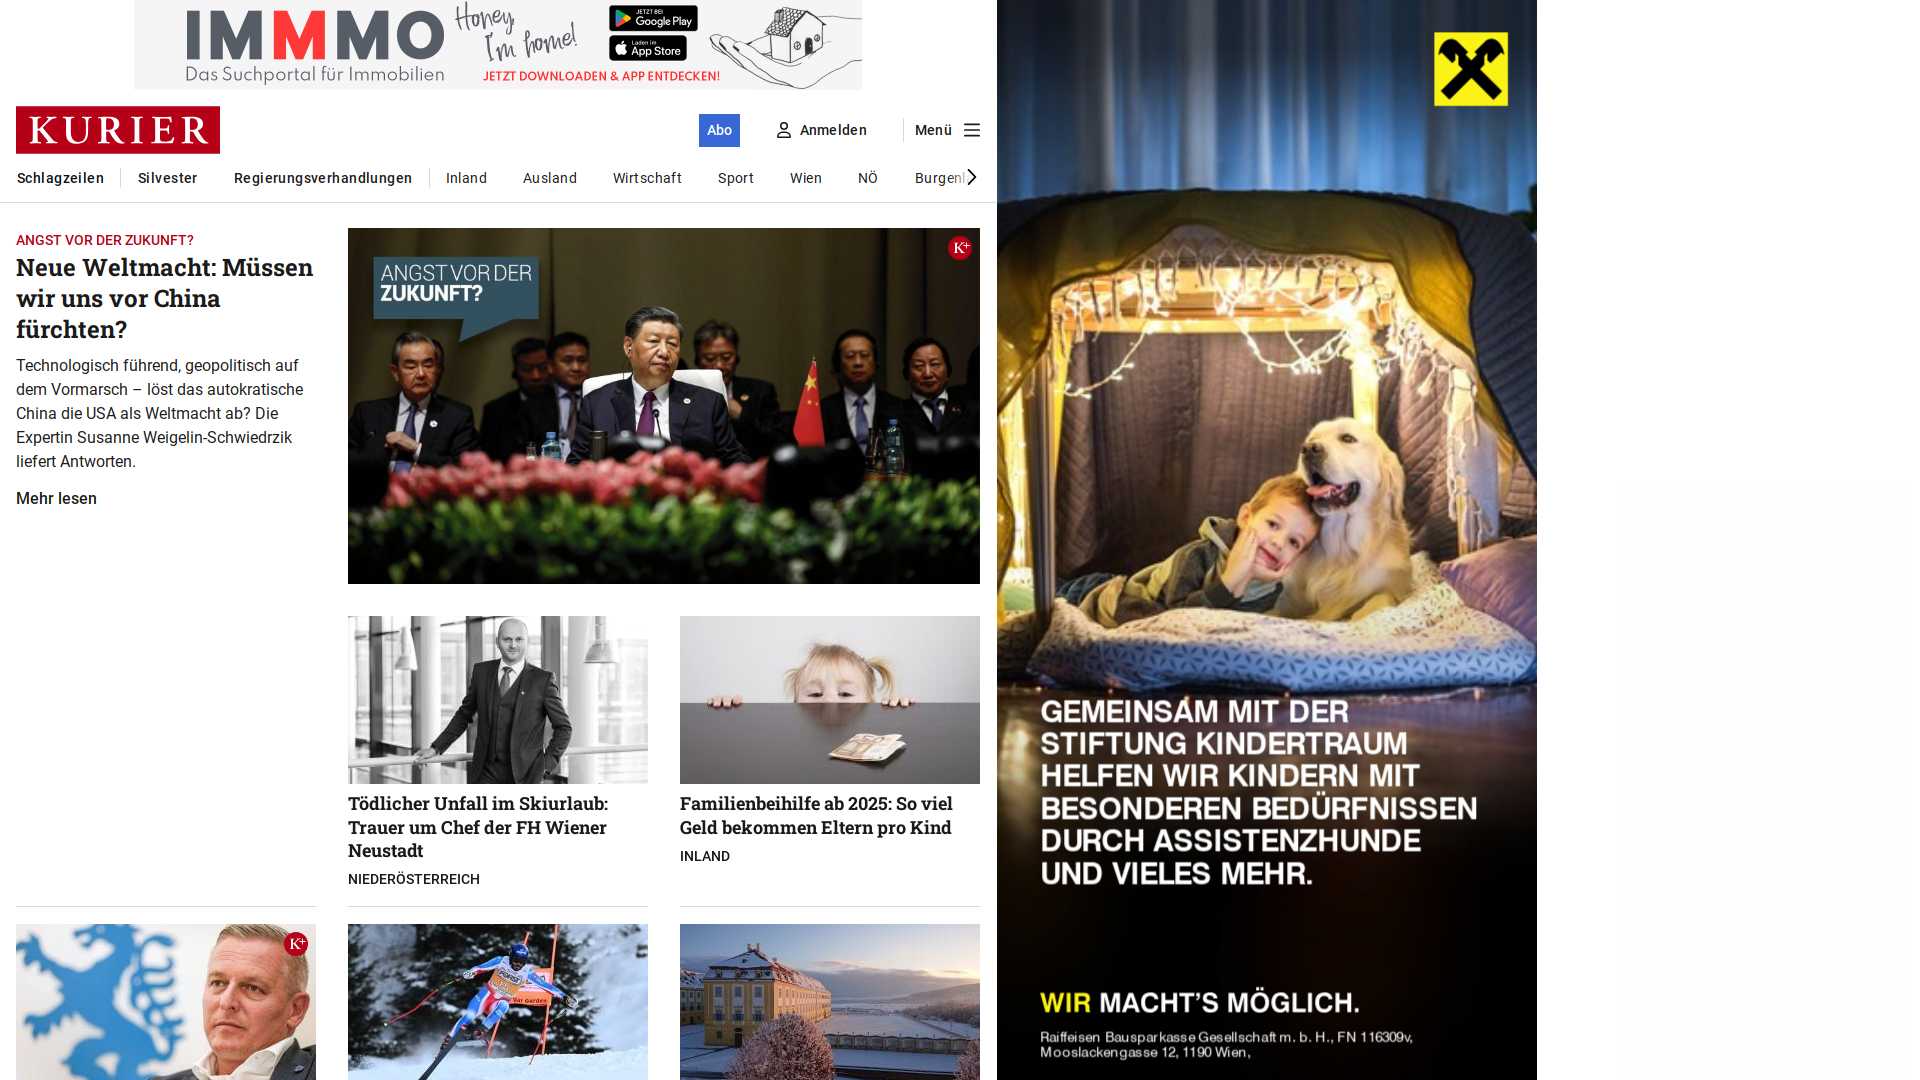 IMMMO
Das Suchportal für Immobilien
Honey,
I'm home!
JETZT BEI
Google Play
Laden im
App Store
JETZT DOWNLOADEN & APP ENTDECKEN!
KURIER
Abo
Anmelden
Menü
Schlagzeilen
Silvester
Regierungsverhandlungen
Inland
Ausland
Wirtschaft
Sport
Wien
NÖ
Burgenl
ANGST VOR DER ZUKUNFT?
Neue Weltmacht: Müssen
wir uns vor China
fürchten?
Technologisch führend, geopolitisch auf
dem Vormarsch – löst das autokratische
China die USA als Weltmacht ab? Die
Expertin Susanne Weigelin-Schwiedrzik
liefert Antworten.
Mehr lesen
ANGST VOR DER
ZUKUNFT?
K+
Tödlicher Unfall im Skiurlaub:
Trauer um Chef der FH Wiener
Neustadt
NIEDERÖSTERREICH
Familienbeihilfe ab 2025: So viel
Geld bekommen Eltern pro Kind
INLAND
K+
GEMEINSAM MIT DER
STIFTUNG KINDERTRAUM
HELFEN WIR KINDERN MIT
BESONDEREN BEDÜRFNISSEN
DURCH ASSISTENZHUNDE
UND VIELES MEHR.
WIR MACHT'S MÖGLICH.
Raiffeisen Bausparkasse Gesellschaft m. b. H., FN 116309v,
Mooslackengasse 12, 1190 Wien,